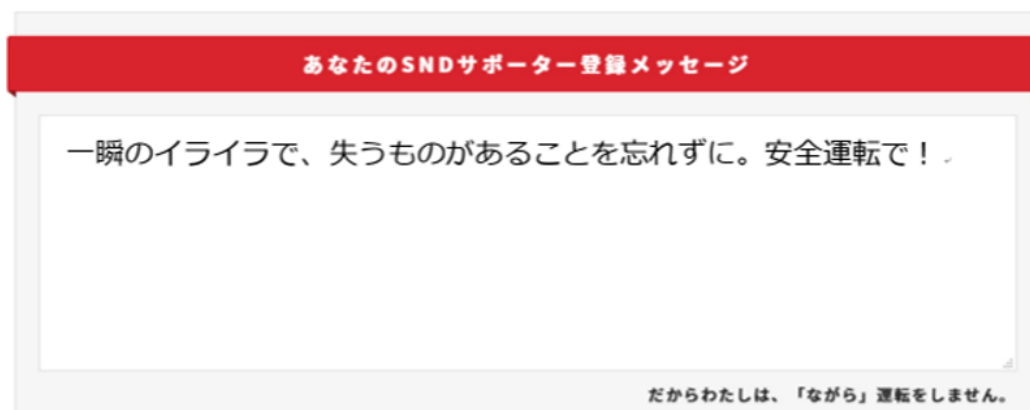 あなたのSNDサポーター登録メッセージ
一瞬のイライラで、失うものがあることを忘れずに。安全運転で！
だからわたしは、「ながら」運転をしません。